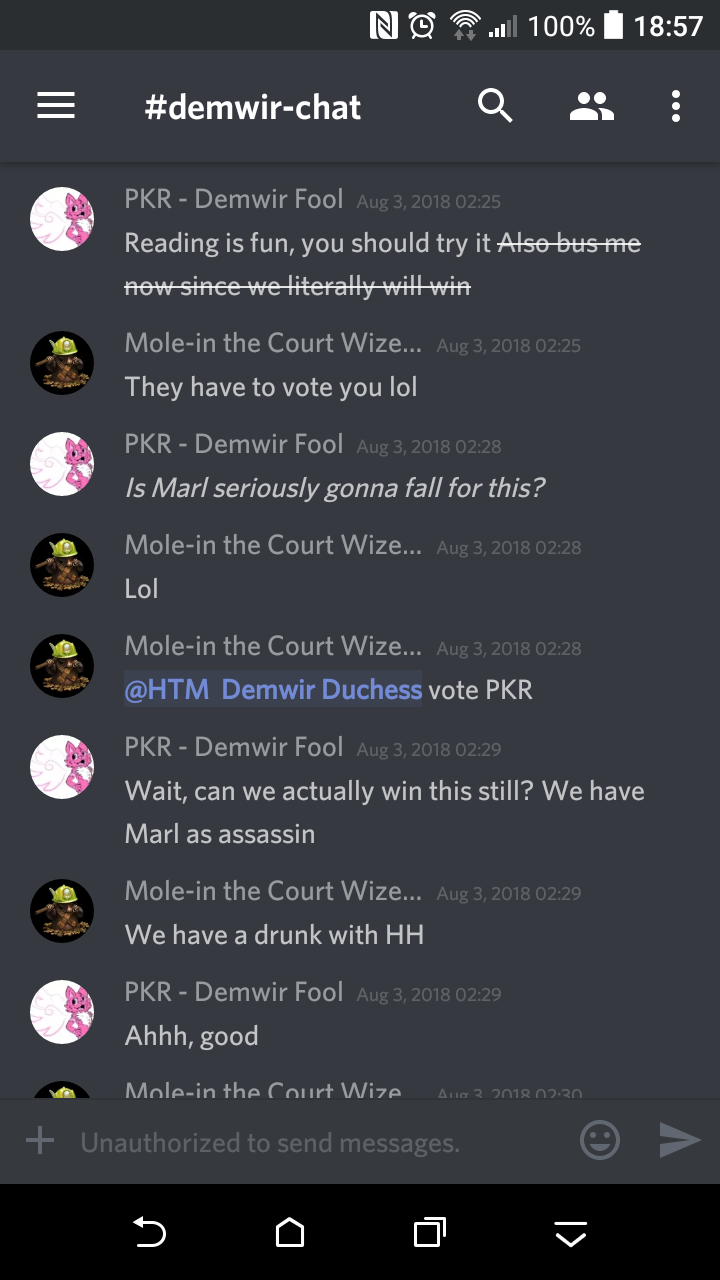 100% 18:57
#demwir-chat
PKR - Demwir Fool Aug 3, 2018 02:25
Reading is fun, you should try it Also bus me
now since we literally will win
Mole-in the Court Wize... Aug 3, 2018 02:25
They have to vote you lol
PKR - Demwir Fool Aug 3, 2018 02:28
Is Marl seriously gonna fall for this?
Mole-in the Court Wize... Aug 3, 2018 02:28
Lol
Mole-in the Court Wize... Aug 3, 2018 02:28
@HTM Demwir Duchess vote PKR
PKR - Demwir Fool Aug 3, 2018 02:29
Wait, can we actually win this still? We have
Marl as assassin
Mole-in the Court Wize... Aug 3, 2018 02:29
We have a drunk with HH
PKR - Demwir Fool Aug 3, 2018 02:29
Ahhh, good
Mole-in the Court Wize... Aug 3, 2018 02:30
Unauthorized to send messages.